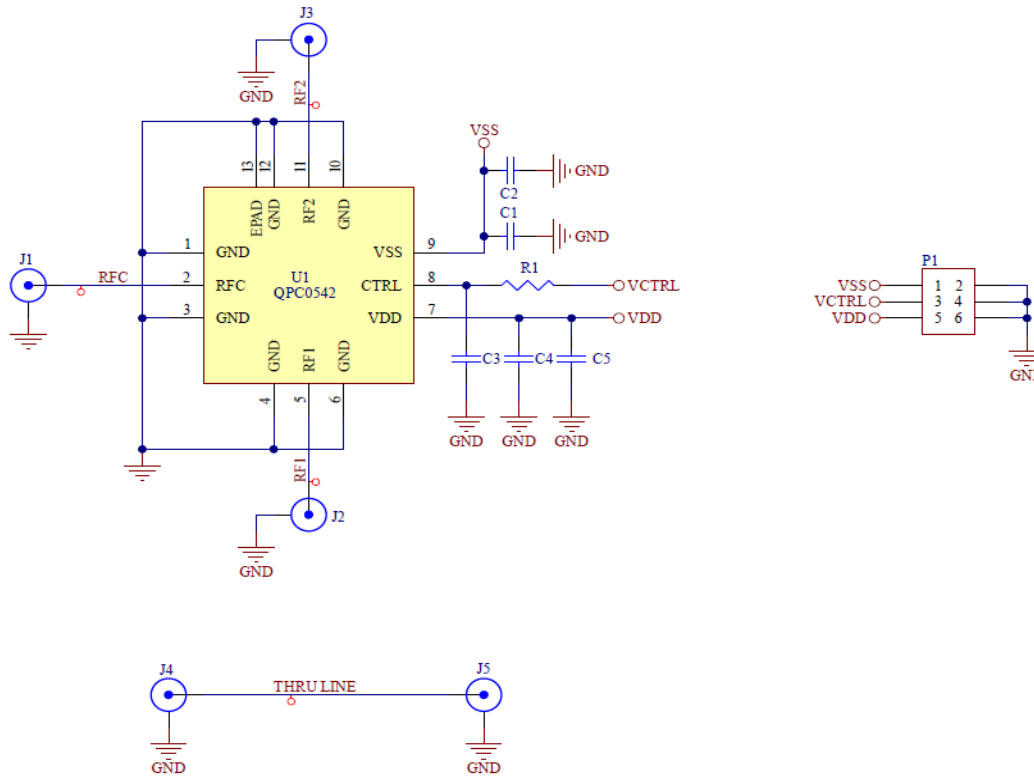 J3
GND
RF2
13
12
11
10
EPAD
GND
RF2
GND
VSS
C2
GND
C1
GND
J1
RFC
1
GND
2
RFC
3
GND
U1
QPC0542
VSS
9
CTRL
8
VDD
7
R1
VCTRL
VDD
C3
C4
C5
GND
GND
GND
GND
RF1
GND
4
5
6
RF1
J2
GND
P1
VSS
1 2
VCTRL
3 4
VDD
5 6
GND
J4
THRU LINE
J5
GND
GND